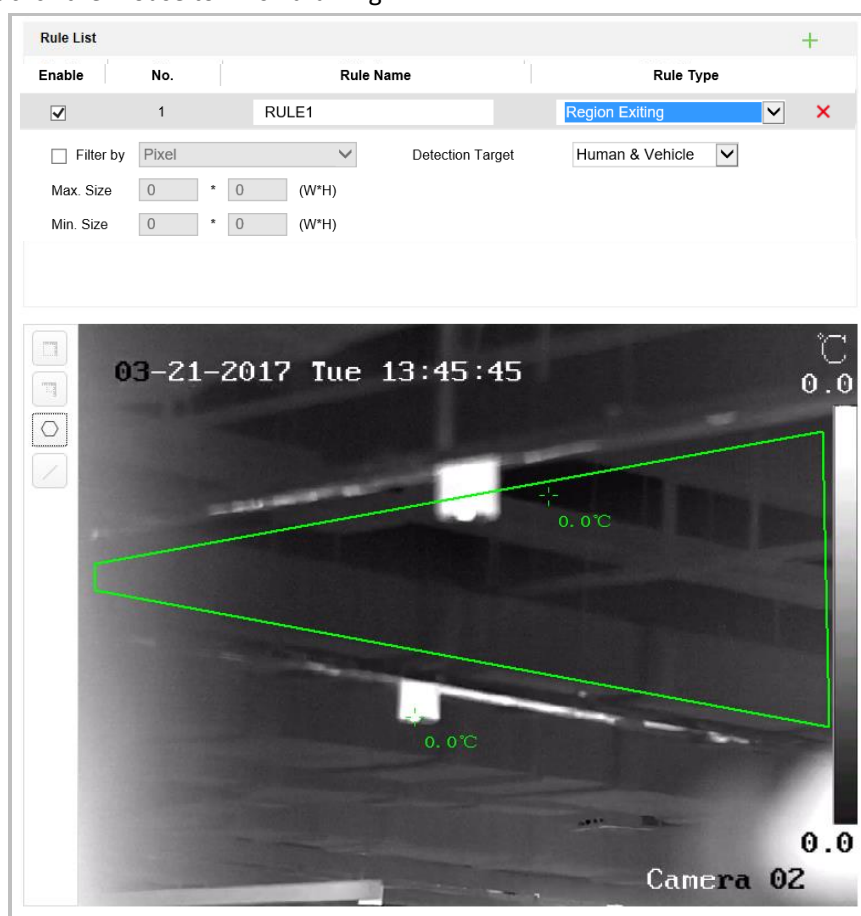 Rule List
Enable No. Rule Name Rule Type
1 RULE1 Region Exiting
Filter by Pixel Detection Target Human & Vehicle
Max. Size 0 * 0 (W*H)
Min. Size 0 * 0 (W*H)
℃
03-21-2017 Tue 13:45:45
0.0
0.0℃
0.0℃
0.0
Camera 02